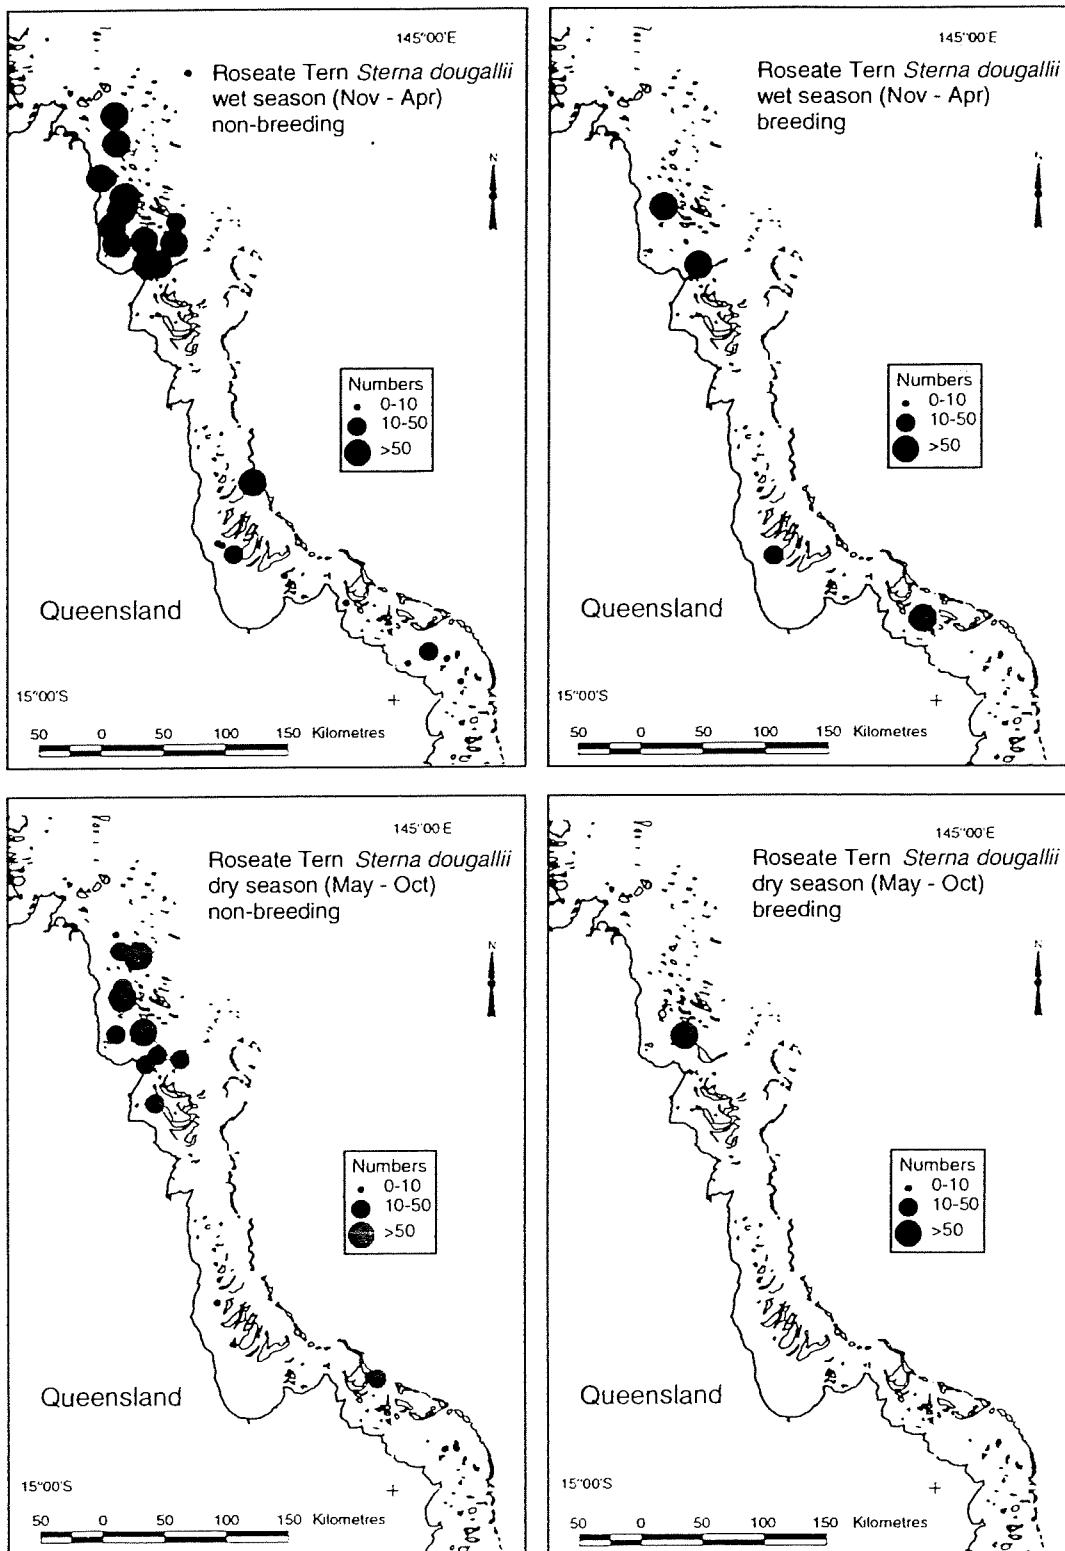 145°00'E
Roseate Tern Sterna dougallii
wet season (Nov - Apr)
non-breeding
N
Numbers
0-10
10-50
>50
Queensland
15°00'S
50 0 50 100 150 Kilometres
145°00'E
Roseate Tern Sterna dougallii
wet season (Nov - Apr)
breeding
N
Numbers
0-10
10-50
>50
Queensland
15°00'S
50 0 50 100 150 Kilometres
145°00'E
Roseate Tern Sterna dougallii
dry season (May - Oct)
non-breeding
N
Numbers
0-10
10-50
>50
Queensland
15°00'S
50 0 50 100 150 Kilometres
145°00'E
Roseate Tern Sterna dougallii
dry season (May - Oct)
breeding
N
Numbers
0-10
10-50
>50
Queensland
15°00'S
50 0 50 100 150 Kilometres